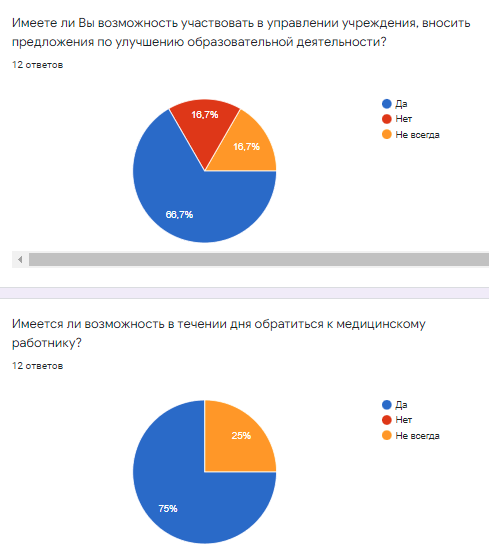 Имеете ли Вы возможность участвовать в управлении учреждения, вносить
предложения по улучшению образовательной деятельности?
12 ответов
Да
Нет
Не всегда
16,7%
16,7%
66,7%
Имеется ли возможность в течении дня обратиться к медицинскому
работнику?
12 ответов
Да
Нет
Не всегда
25%
75%